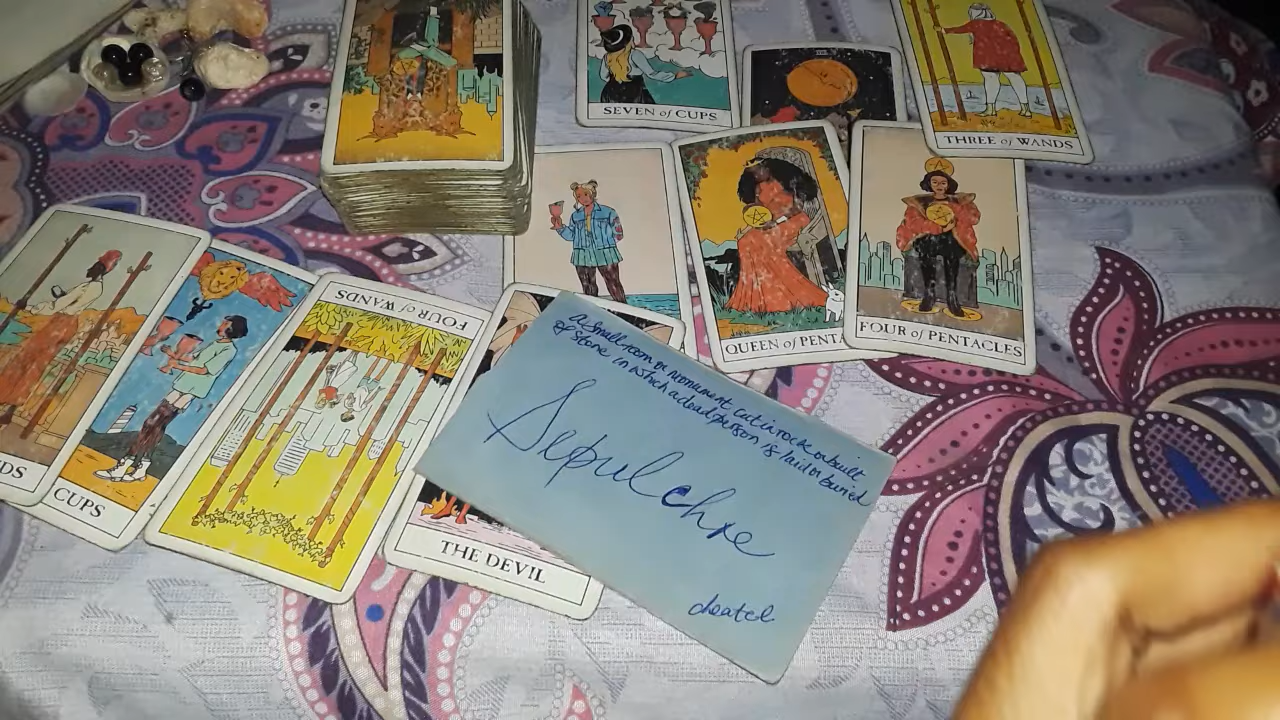 SEVEN of CUPS
THREE of WANDS
QUEEN of PENTA
FOUR of PENTACLES
FOUR of WANDS
NDS
CUPS
THE DEVIL
a small room or monument cut in rock or built
of stone in which a dead person is laid or buried
Sepulchre
cheated